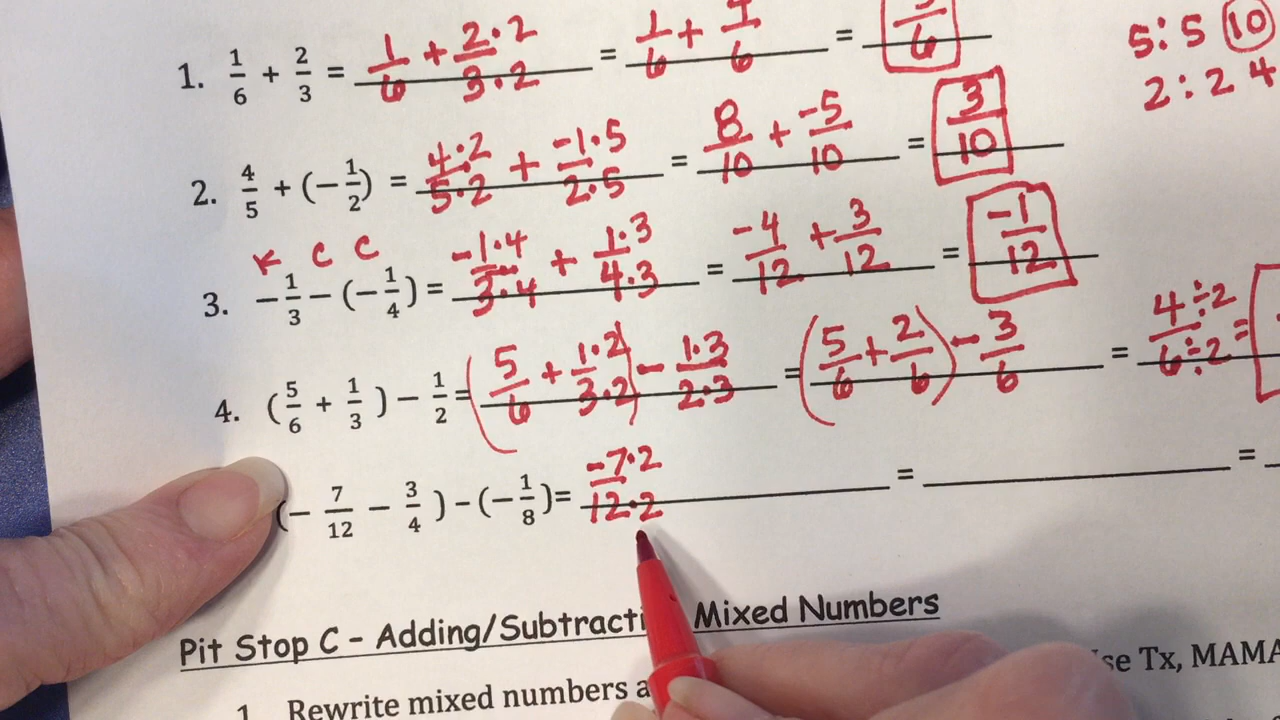 1. 1/6 + 2/3 = 1/6 + 2·2/3·2 = 1/6 + /6 = /6
5: 5 10
2: 2 4
2. 4/5 + (-1/2) = 4·2/5·2 + -1·5/2·5 = 8/10 + -5/10 = 3/10
K C C
3. -1/3 - (-1/4) = -1·4/3·4 + 1·3/4·3 = -4/12 + 3/12 = -1/12
4. (5/6 + 1/3) - 1/2 = (5/6 + 1·2/3·2) - 1·3/2·3 = (5/6 + 2/6) - 3/6 = 4÷2/6÷2 =
(- 7/12 - 3/4) - (-1/8) = -7·2/12·2 = =
Pit Stop C - Adding/Subtracti Mixed Numbers
se Tx, MAMA
1 Rewrite mixed numbers a